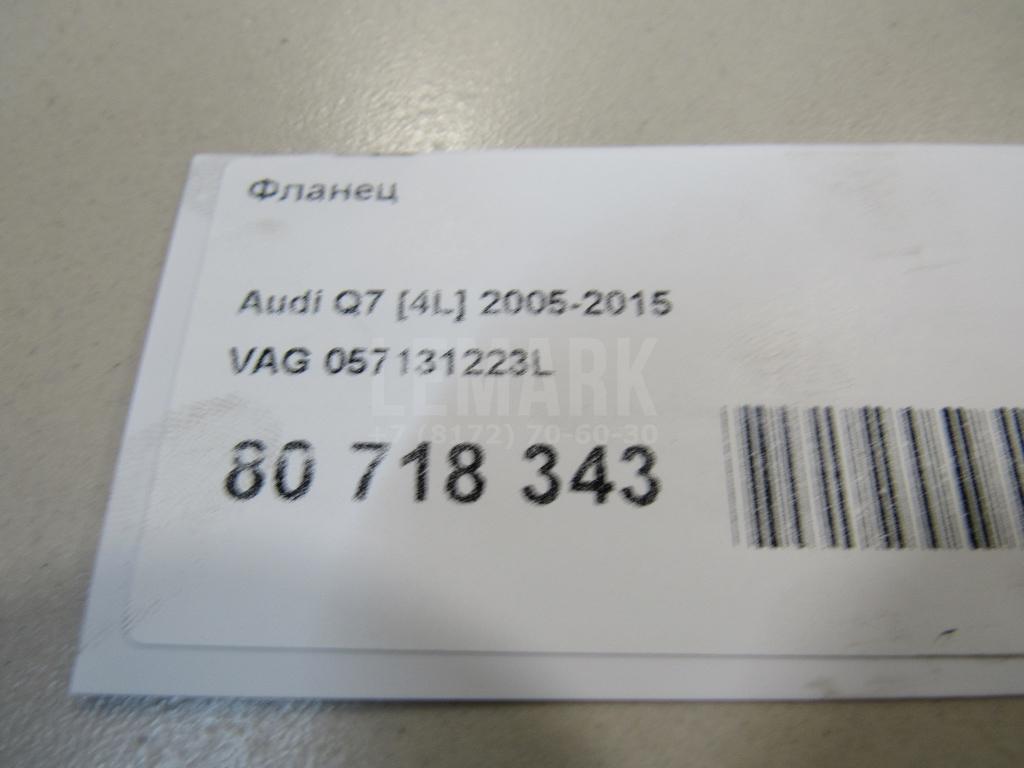 Фланец
Audi Q7 [4L] 2005-2015
VAG 057131223L
LEMARK
+7 (8172) 70-60-30
80 718 343